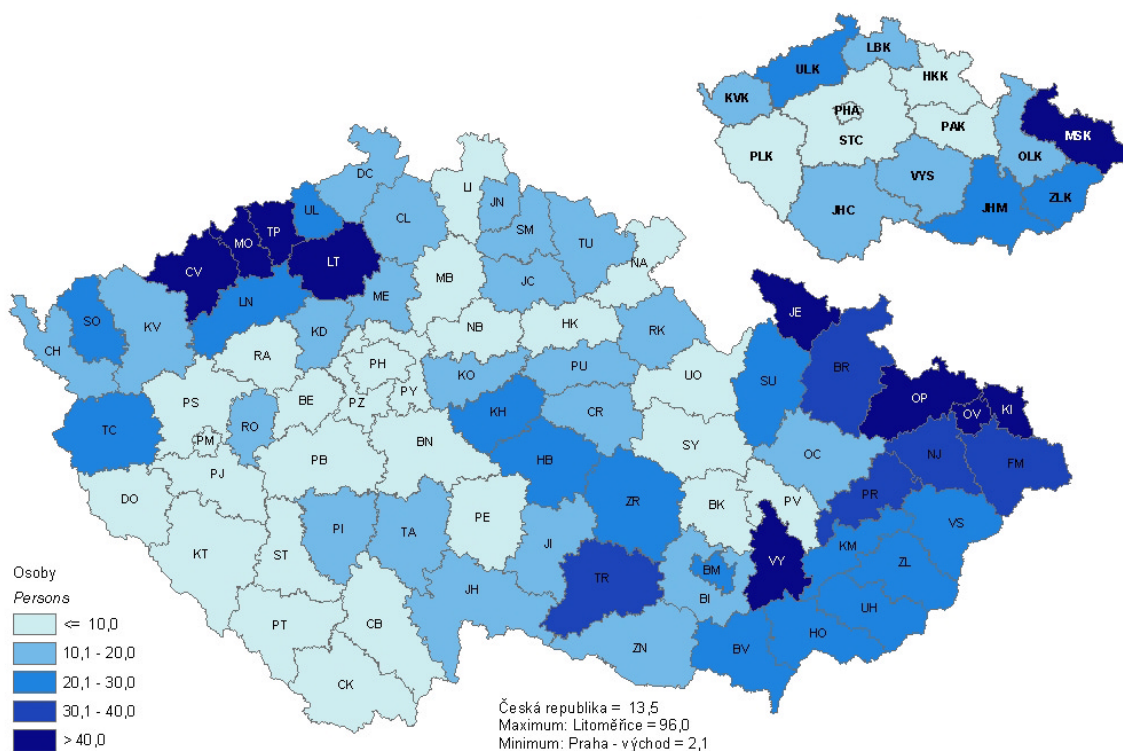 LBK
ULK
HKK
KVK
PHA
PAK
MSK
STC
PLK
OLK
VYS
ZLK
JHC
JHM
DC
LI
JN
UL
CL
SM
TU
TP
MO
LT
CV
MB
NA
JC
ME
LN
JE
SO
KV
KD
NB
HK
RK
CH
RA
PH
KO
PU
SU
BR
UO
PS
BE
PZ
PY
KH
CR
OP
OV
KI
TC
RO
PM
BN
SY
OC
PB
HB
NJ
FM
PJ
DO
ZR
PR
BK
PV
PE
PI
TA
VS
KT
ST
JI
KM
VY
ZL
BM
TR
JH
BI
UH
PT
CB
HO
ZN
BV
CK
Osoby
Persons
<= 10,0
10,1 - 20,0
20,1 - 30,0
30,1 - 40,0
> 40,0
Česká republika = 13,5
Maximum: Litoměřice = 96,0
Minimum: Praha - východ = 2,1